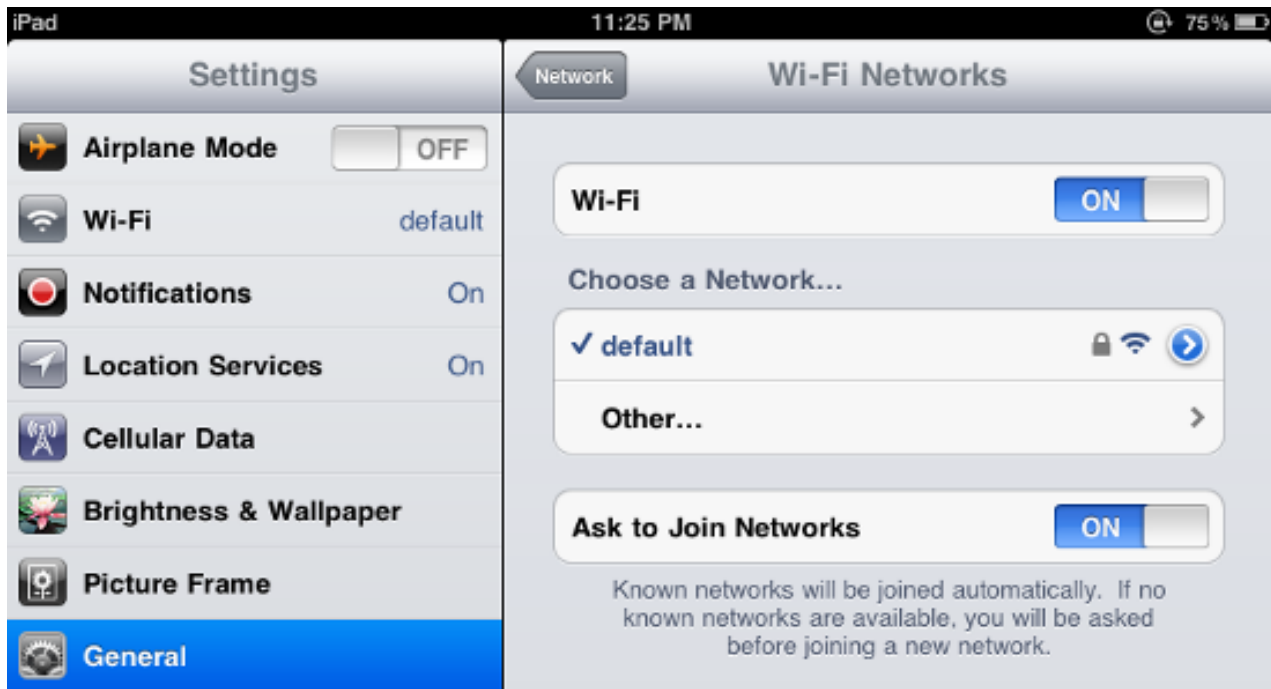 iPad 11:25 PM 75%
Settings
Airplane Mode OFF
Wi-Fi default
Notifications On
Location Services On
Cellular Data
Brightness & Wallpaper
Picture Frame
General
Network Wi-Fi Networks
Wi-Fi ON
Choose a Network...
default
Other...
Ask to Join Networks ON
Known networks will be joined automatically. If no
known networks are available, you will be asked
before joining a new network.